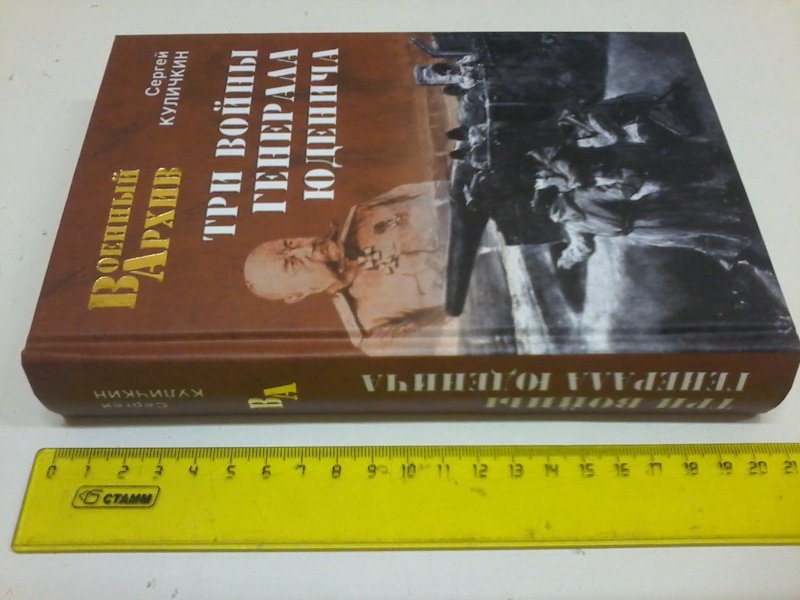 Сергей
КУЛИЧКИН
ТРИ ВОЙНЫ
ГЕНЕРАЛА
ЮДЕНИЧА
ВОЕННЫЙ
АРХИВ
Сергей
КУЛИЧКИН
ВА
ТРИ ВОЙНЫ
ГЕНЕРАЛА ЮДЕНИЧА
0 1 2 3 4 5 6 7 8 9 10 11 12 13 14 15 16 17 18 19 20 21
СТАММ